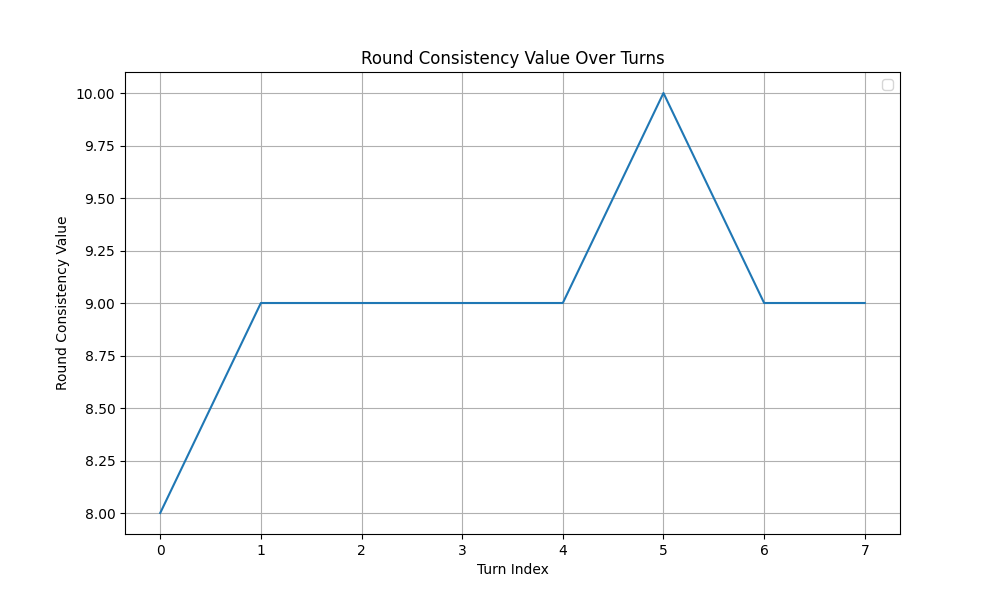 Round Consistency Value Over Turns
10.00
9.75
9.50
9.25
9.00
8.75
8.50
8.25
8.00
Round Consistency Value
0 1 2 3 4 5 6 7
Turn Index